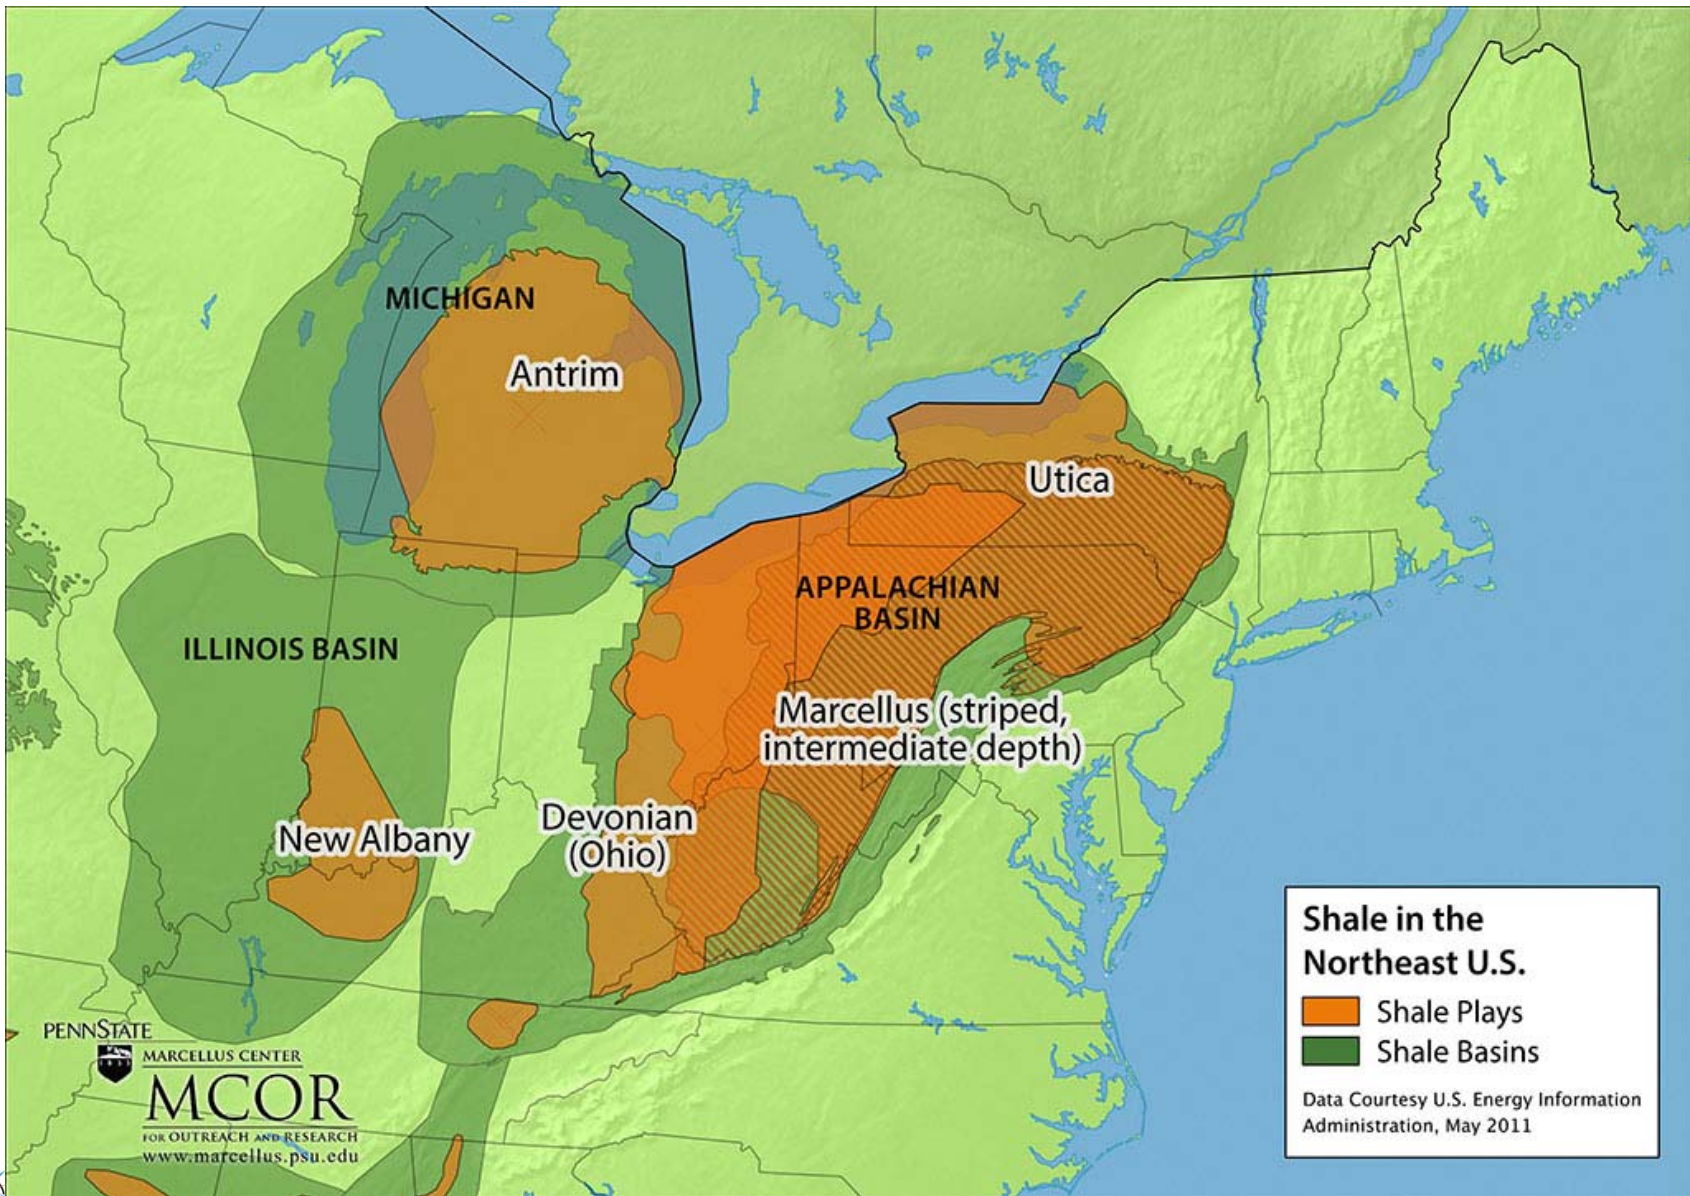 MICHIGAN
Antrim
Utica
APPALACHIAN
BASIN
ILLINOIS BASIN
Marcellus (striped,
intermediate depth)
New Albany
Devonian
(Ohio)
Shale in the
Northeast U.S.
Shale Plays
Shale Basins
Data Courtesy U.S. Energy Information
Administration, May 2011
PENNSTATE
1855
MARCELLUS CENTER
MCOR
FOR OUTREACH AND RESEARCH
www.marcellus.psu.edu